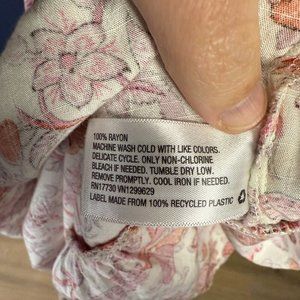 100% RAYON
MACHINE WASH COLD WITH LIKE COLORS.
DELICATE CYCLE. ONLY NON-CHLORINE
BLEACH IF NEEDED. TUMBLE DRY LOW.
REMOVE PROMPTLY. COOL IRON IF NEEDED.
RN17730 VN1299629
LABEL MADE FROM 100% RECYCLED PLASTIC